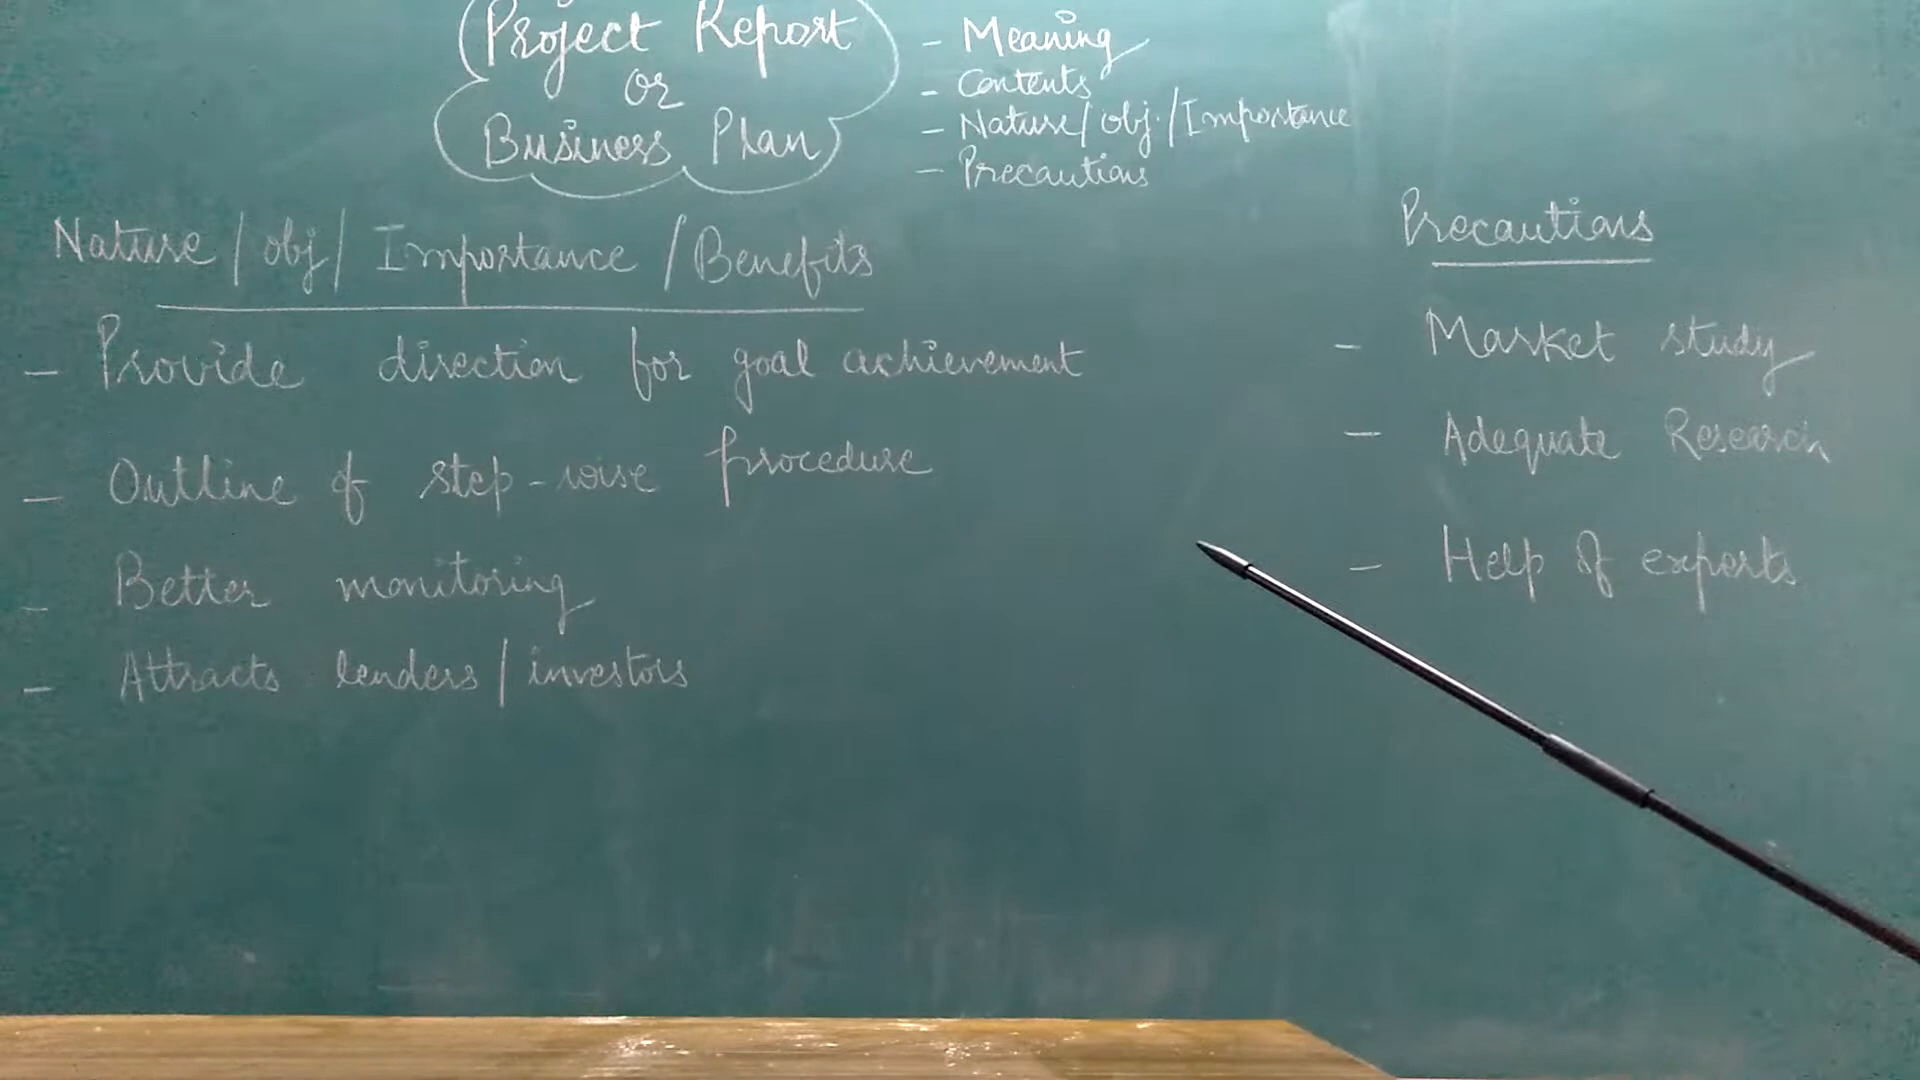 Project Report
or
Business Plan
- Meaning
- Contents
- Nature/obj./Importance
- Precautions
Nature/obj/Importance/Benefits
- Provide direction for goal achievement
- Outline of step-wise procedure
- Better monitoring
- Attracts lenders/investors
Precautions
- Market study
- Adequate Research
- Help of experts